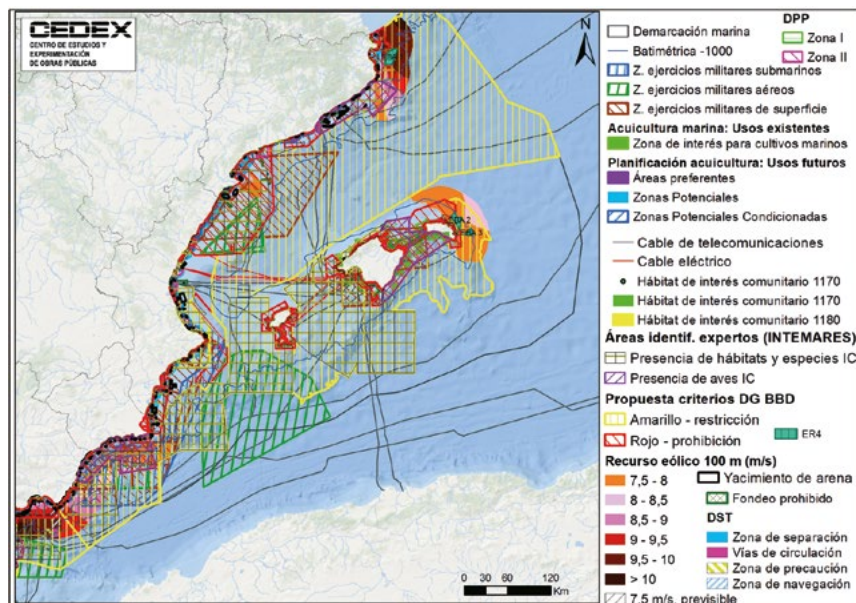 CEDEX
CENTRO DE ESTUDIOS Y
EXPERIMENTACIÓN
DE OBRAS PÚBLICAS
N
0 30 60 120
Km
Demarcación marina
Batimétrica -1000
Z. ejercicios militares submarinos
Z. ejercicios militares aéreos
Z. ejercicios militares de superficie
DPP
Zona I
Zona II
Acuicultura marina: Usos existentes
Zona de interés para cultivos marinos
Planificación acuicultura: Usos futuros
Áreas preferentes
Zonas Potenciales
Zonas Potenciales Condicionadas
Cable de telecomunicaciones
Cable eléctrico
Hábitat de interés comunitario 1170
Hábitat de interés comunitario 1170
Hábitat de interés comunitario 1180
Áreas identif. expertos (INTEMARES)
Presencia de hábitats y especies IC
Presencia de aves IC
Propuesta criterios DG BBD
Amarillo - restricción
Rojo - prohibición
ER4
Recurso eólico 100 m (m/s)
7,5 - 8
8 - 8,5
8,5 - 9
9 - 9,5
9,5 - 10
> 10
7,5 m/s, previsible
Yacimiento de arena
Fondeo prohibido
DST
Zona de separación
Vías de circulación
Zona de precaución
Zona de navegación